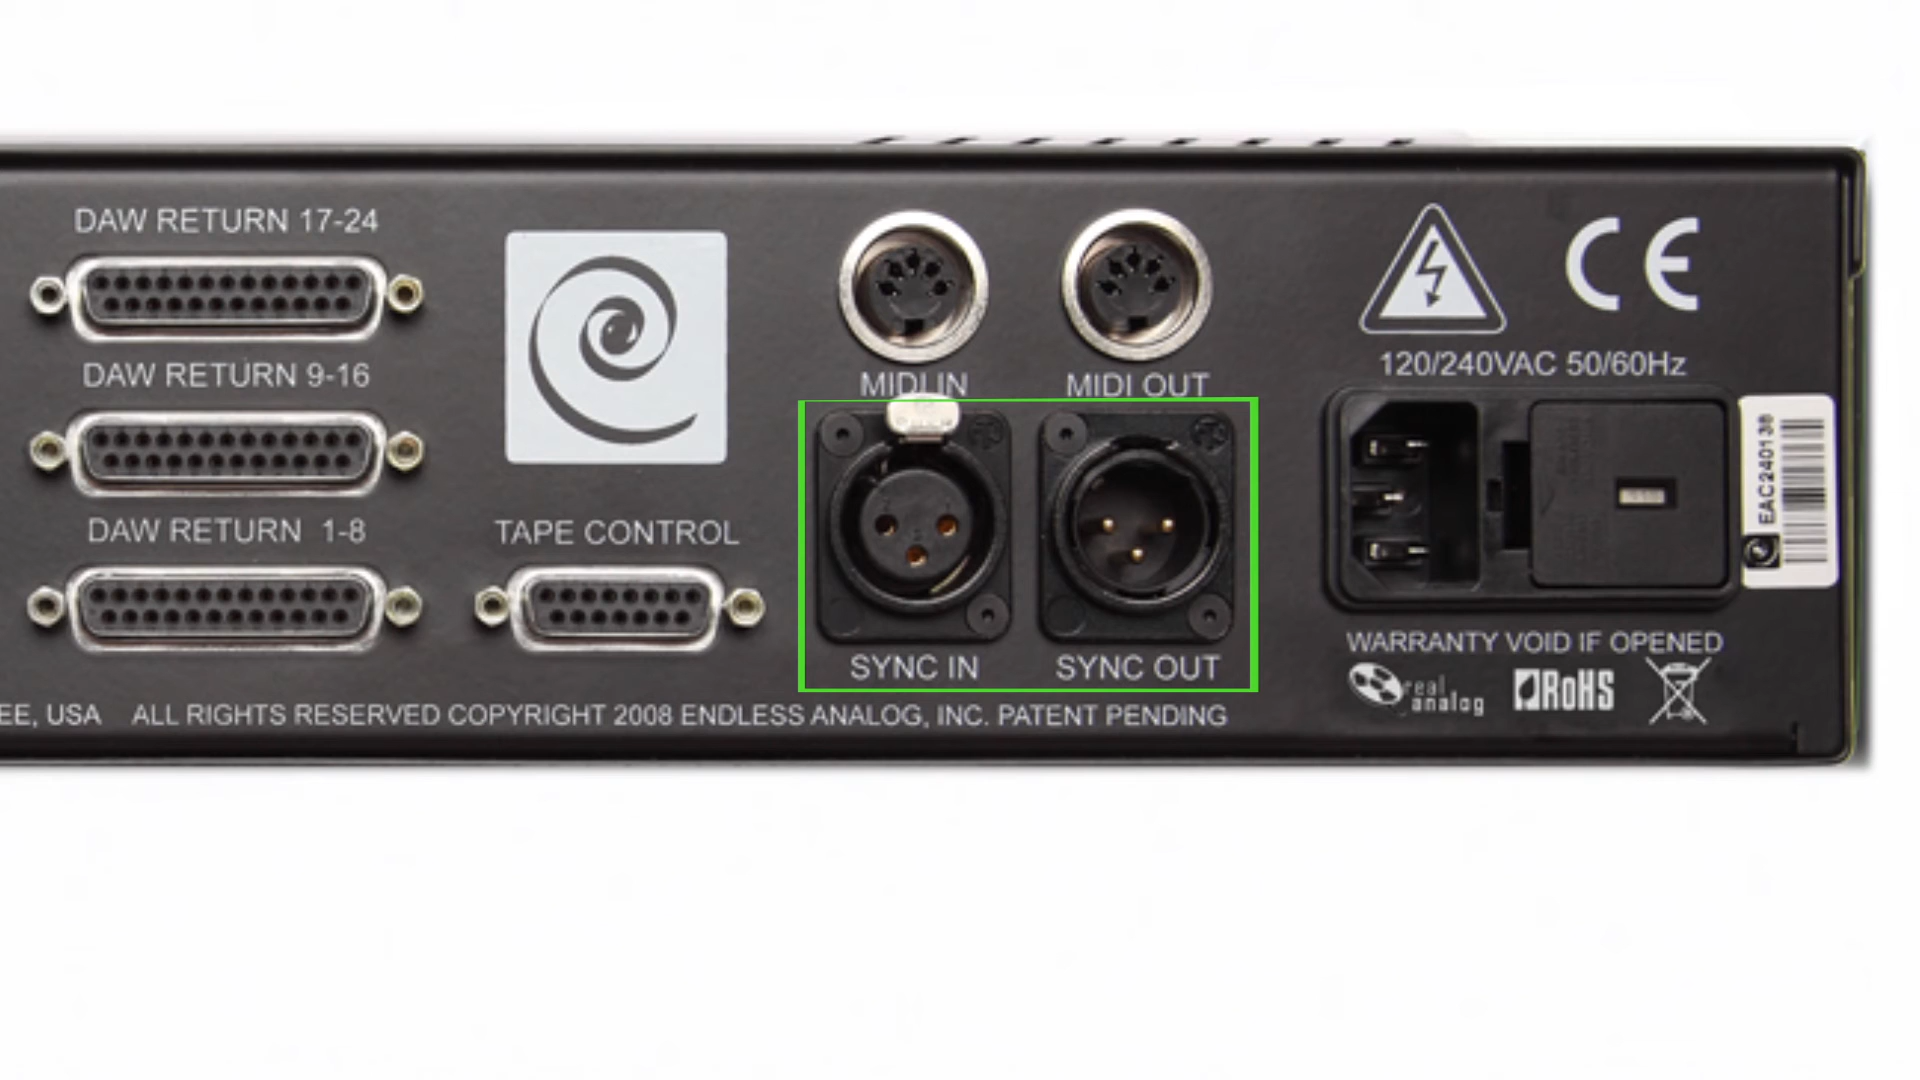 DAW RETURN 17-24
DAW RETURN 9-16
DAW RETURN 1-8
TAPE CONTROL
MIDI IN
MIDI OUT
SYNC IN
SYNC OUT
120/240VAC 50/60Hz
EAC240138
WARRANTY VOID IF OPENED
real
analog
RoHS
EE, USA ALL RIGHTS RESERVED COPYRIGHT 2008 ENDLESS ANALOG, INC. PATENT PENDING